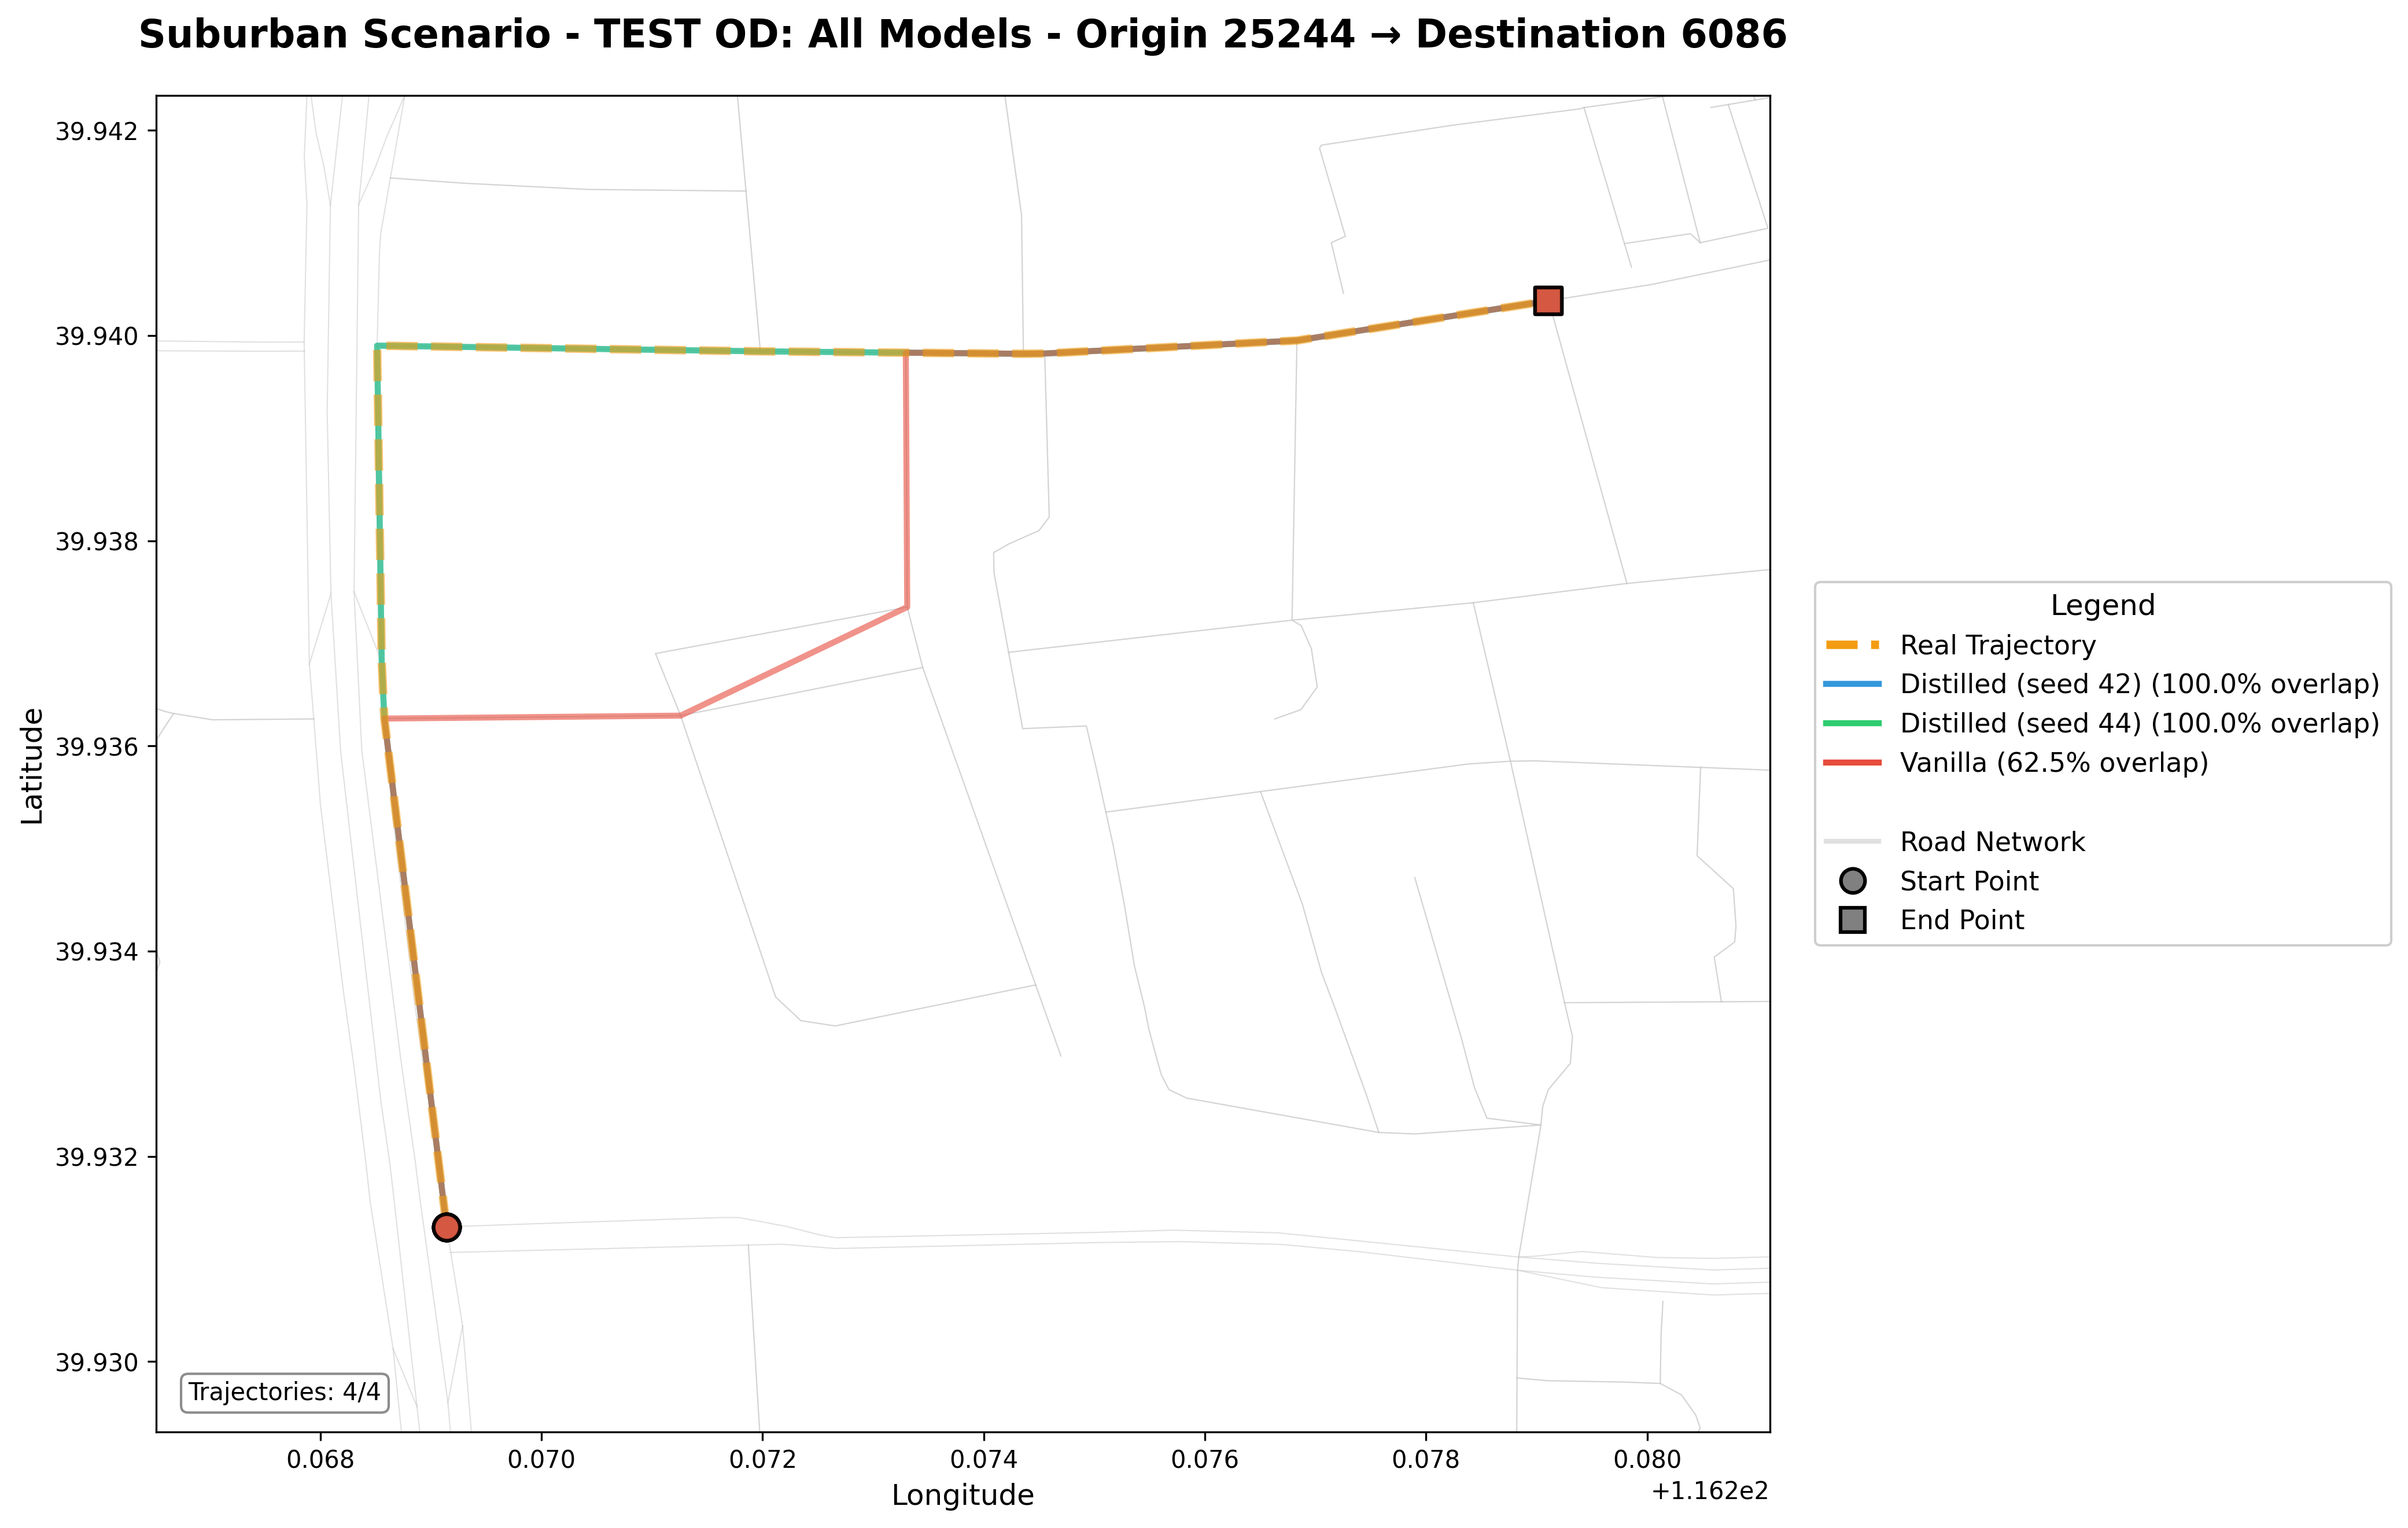 Suburban Scenario - TEST OD: All Models - Origin 25244 → Destination 6086
39.942
39.940
39.938
39.936
39.934
39.932
39.930
Latitude
Trajectories: 4/4
0.068
0.070
0.072
0.074
0.076
0.078
0.080
+1.162e2
Longitude
Legend
Real Trajectory
Distilled (seed 42) (100.0% overlap)
Distilled (seed 44) (100.0% overlap)
Vanilla (62.5% overlap)
Road Network
Start Point
End Point